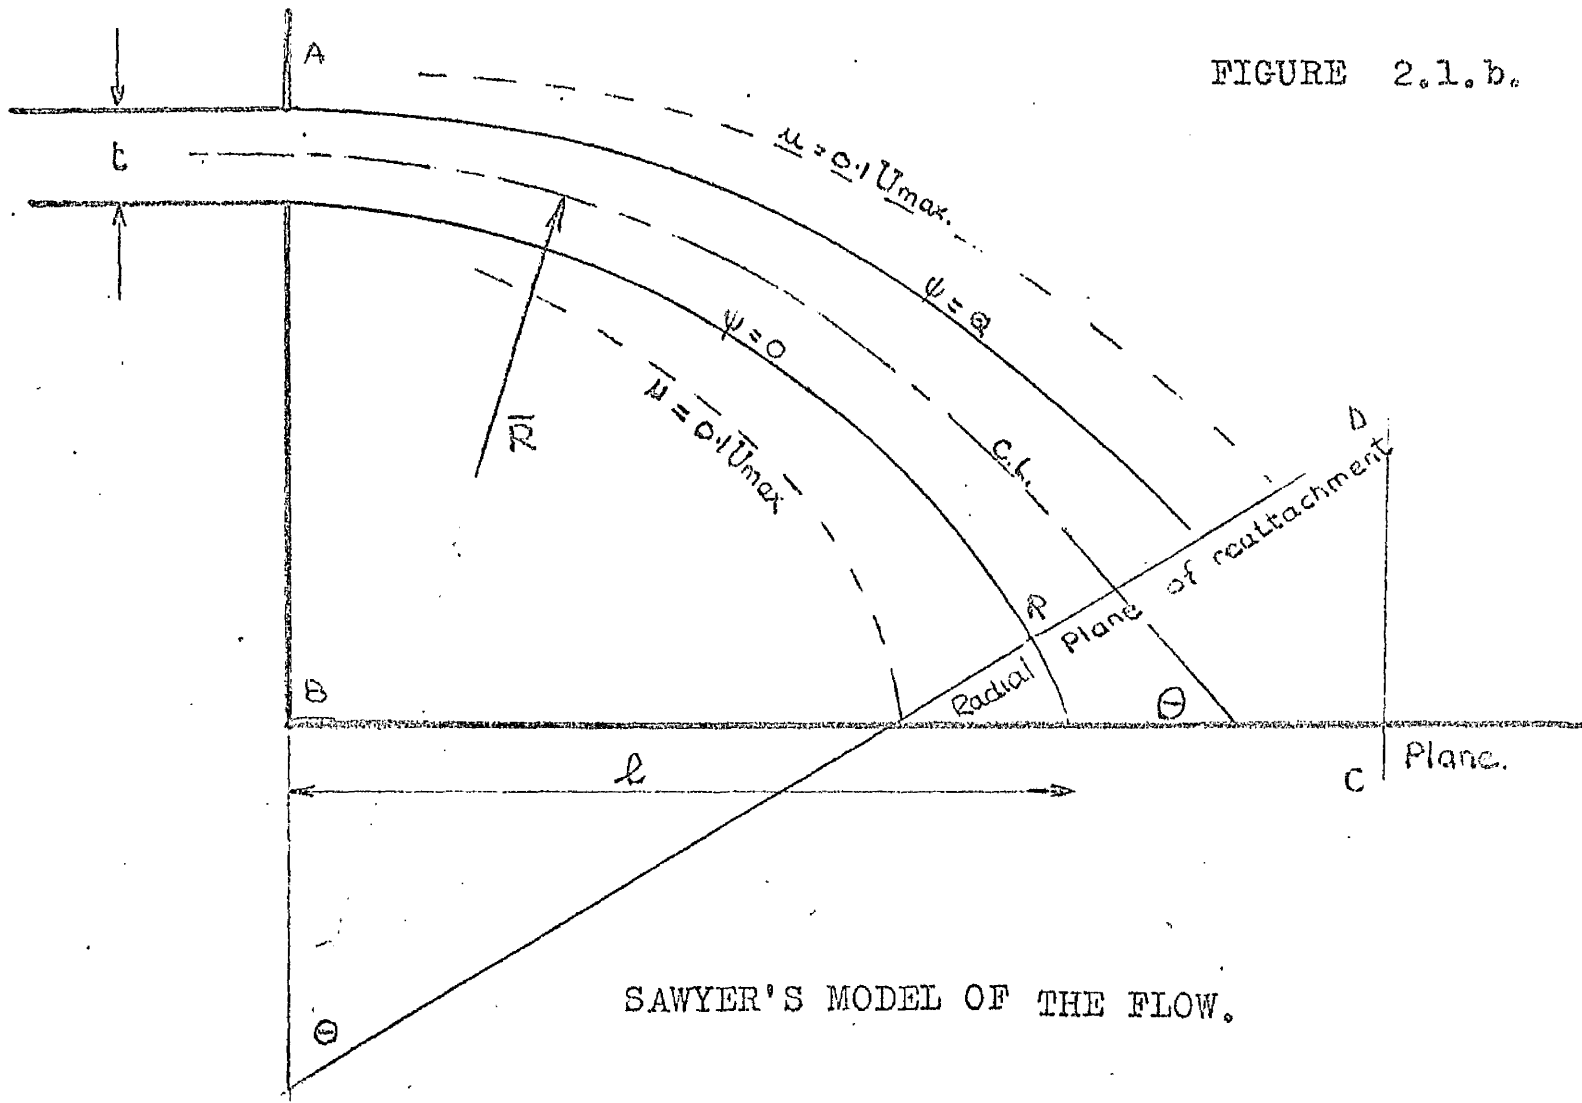 FIGURE 2.1.b.
A
t
u = 0.1 Umax.
ψ = Q
ψ = 0
u = 0.1 Umax
R̅
C.L.
D
R
Radial Plane of reattachment
B
Θ
l
C
Plane.
Θ
SAWYER'S MODEL OF THE FLOW.